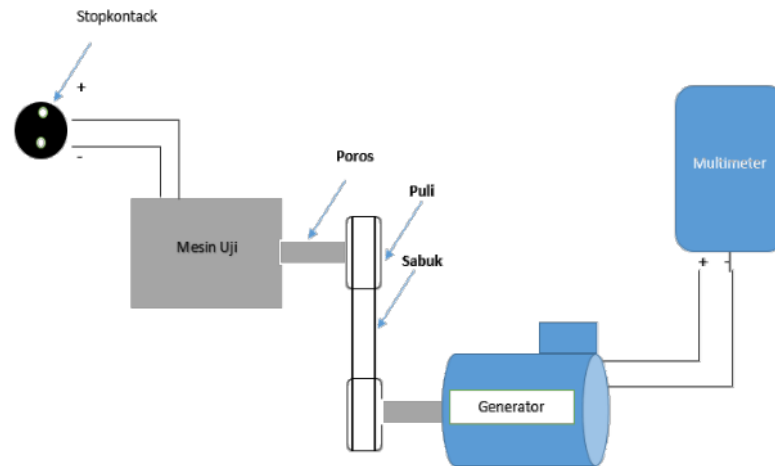 Stopkontack
+
-
Poros
Puli
Mesin Uji
Sabuk
Multimeter
+ -
Generator